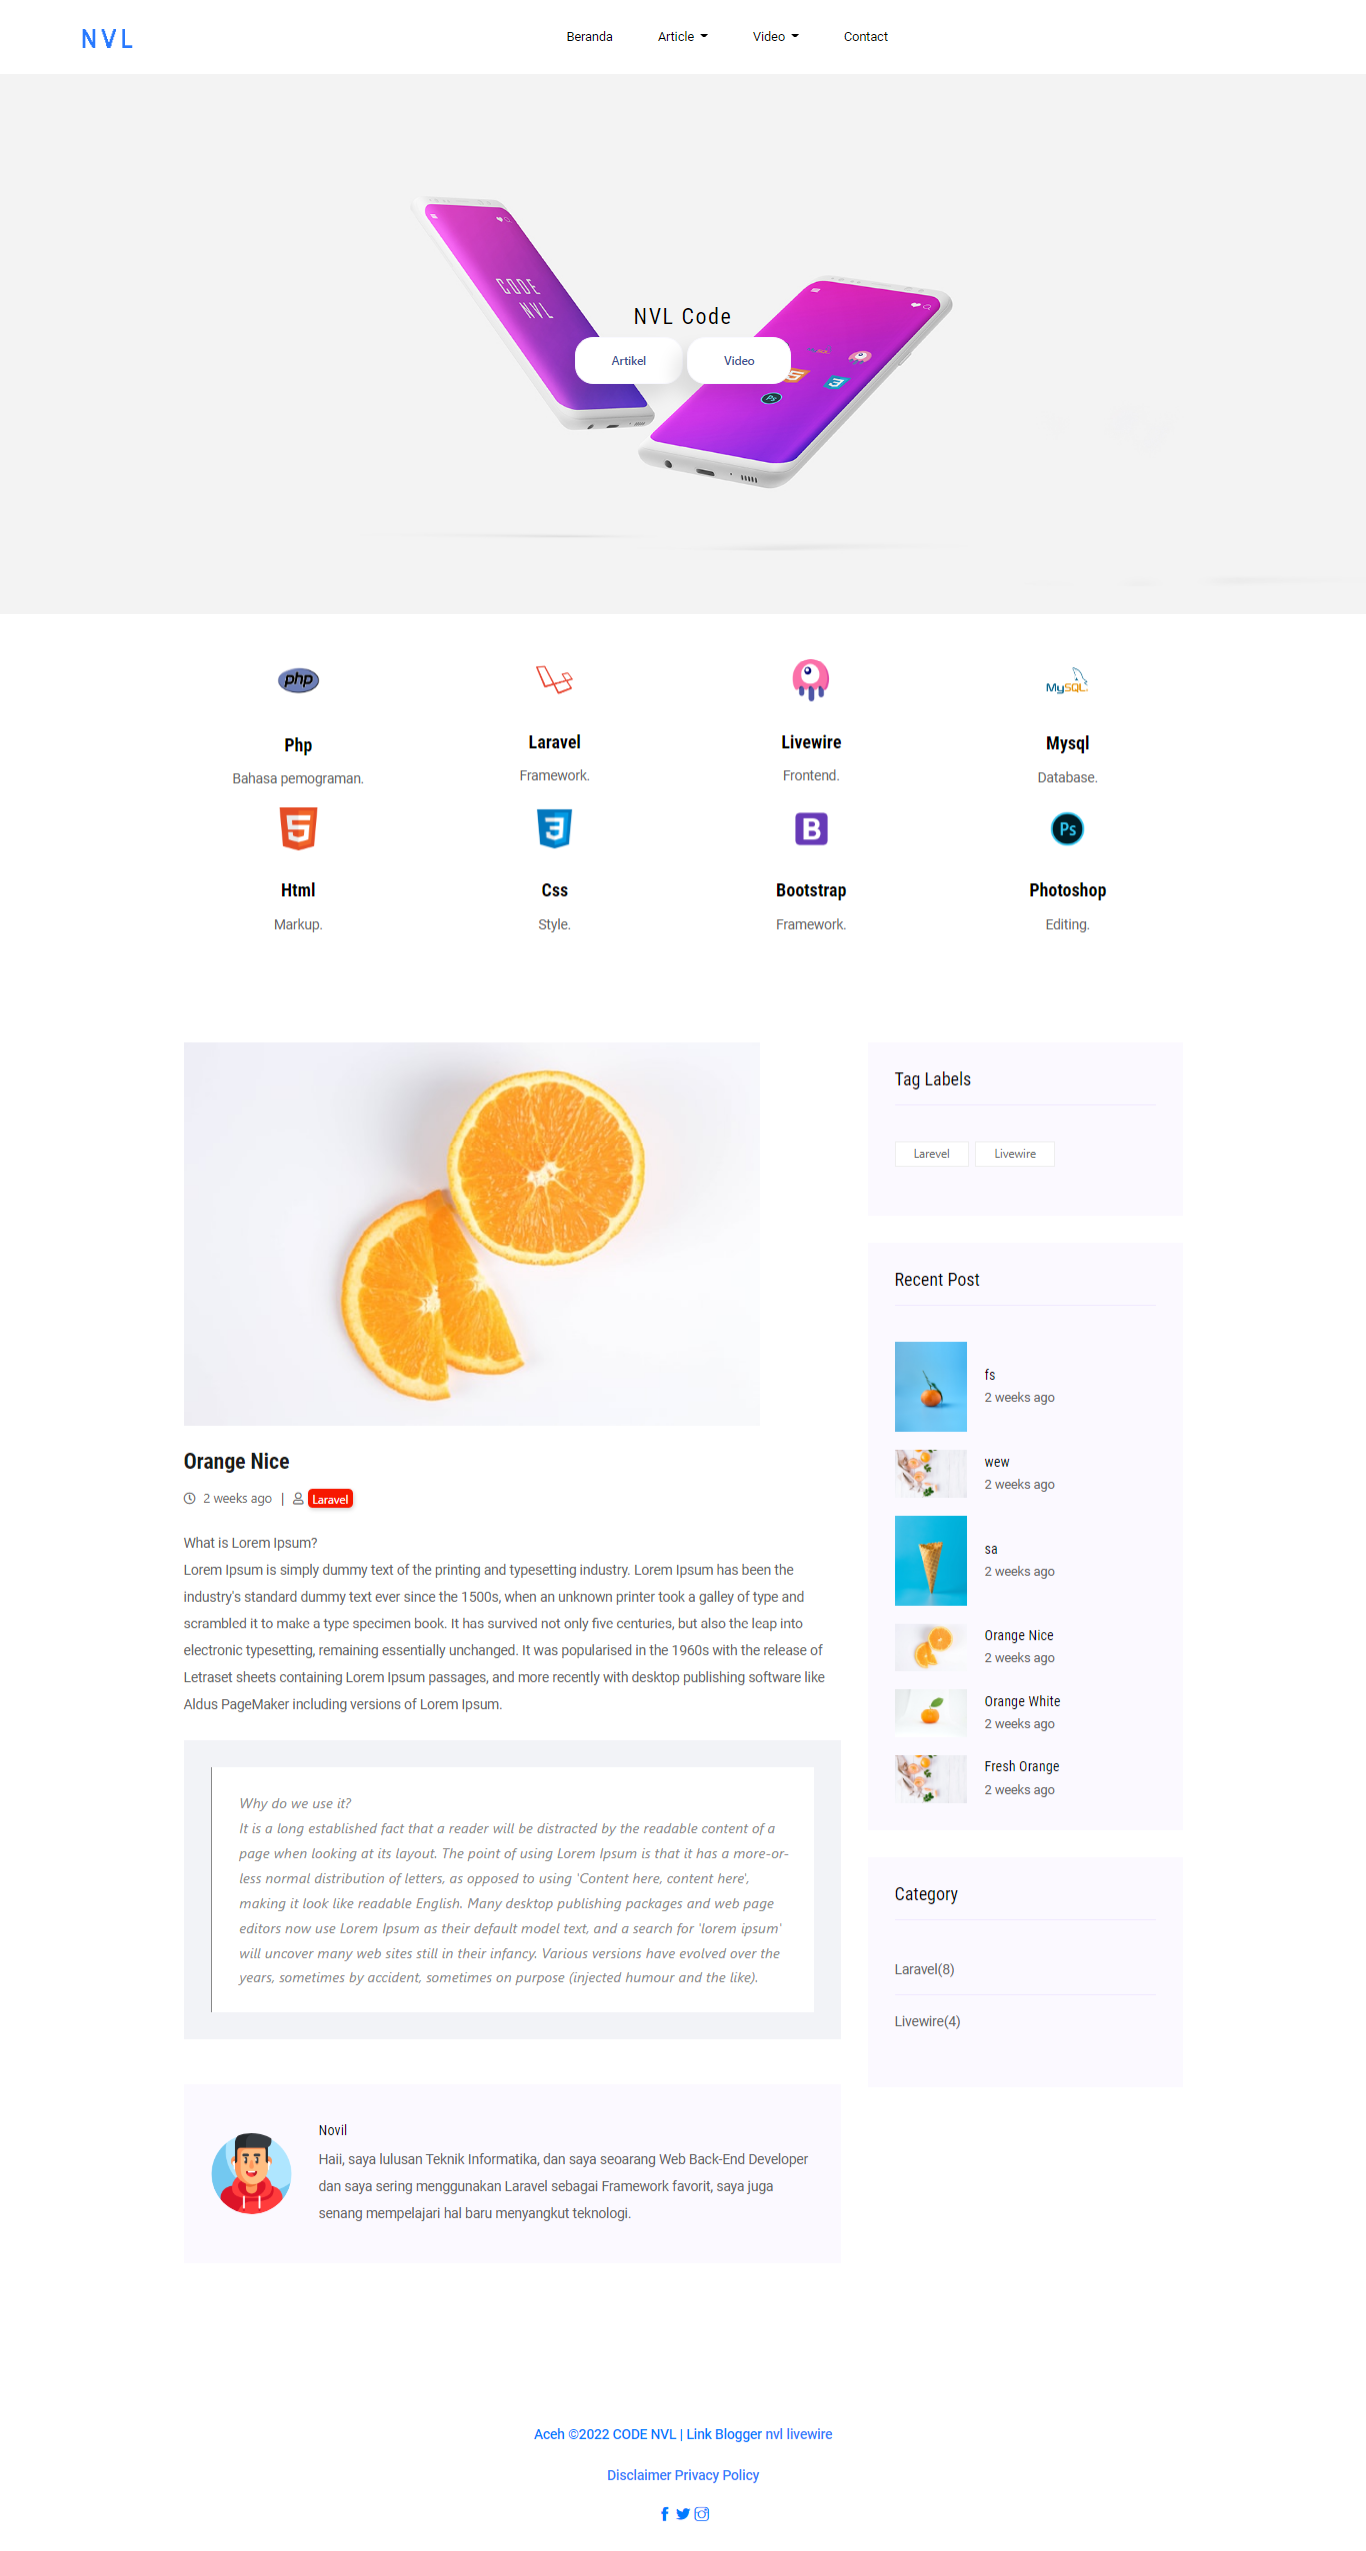 NVL
Beranda Article Video Contact
CODE
NVL
NVL Code
Artikel Video
MySQL
Ps
php
MySQL
Php Laravel Livewire Mysql
Bahasa pemograman. Framework. Frontend. Database.
5 3 B Ps
Html Css Bootstrap Photoshop
Markup. Style. Framework. Editing.
Orange Nice
2 weeks ago | Laravel
What is Lorem Ipsum?
Lorem Ipsum is simply dummy text of the printing and typesetting industry. Lorem Ipsum has been the
industry's standard dummy text ever since the 1500s, when an unknown printer took a galley of type and
scrambled it to make a type specimen book. It has survived not only five centuries, but also the leap into
electronic typesetting, remaining essentially unchanged. It was popularised in the 1960s with the release of
Letraset sheets containing Lorem Ipsum passages, and more recently with desktop publishing software like
Aldus PageMaker including versions of Lorem Ipsum.
Why do we use it?
It is a long established fact that a reader will be distracted by the readable content of a
page when looking at its layout. The point of using Lorem Ipsum is that it has a more-or-
less normal distribution of letters, as opposed to using 'Content here, content here',
making it look like readable English. Many desktop publishing packages and web page
editors now use Lorem Ipsum as their default model text, and a search for 'lorem ipsum'
will uncover many web sites still in their infancy. Various versions have evolved over the
years, sometimes by accident, sometimes on purpose (injected humour and the like).
Novil
Haii, saya lulusan Teknik Informatika, dan saya seoarang Web Back-End Developer
dan saya sering menggunakan Laravel sebagai Framework favorit, saya juga
senang mempelajari hal baru menyangkut teknologi.
Tag Labels
Larevel Livewire
Recent Post
fs
2 weeks ago
wew
2 weeks ago
sa
2 weeks ago
Orange Nice
2 weeks ago
Orange White
2 weeks ago
Fresh Orange
2 weeks ago
Category
Laravel(8)
Livewire(4)
Aceh ©2022 CODE NVL | Link Blogger nvl livewire
Disclaimer Privacy Policy